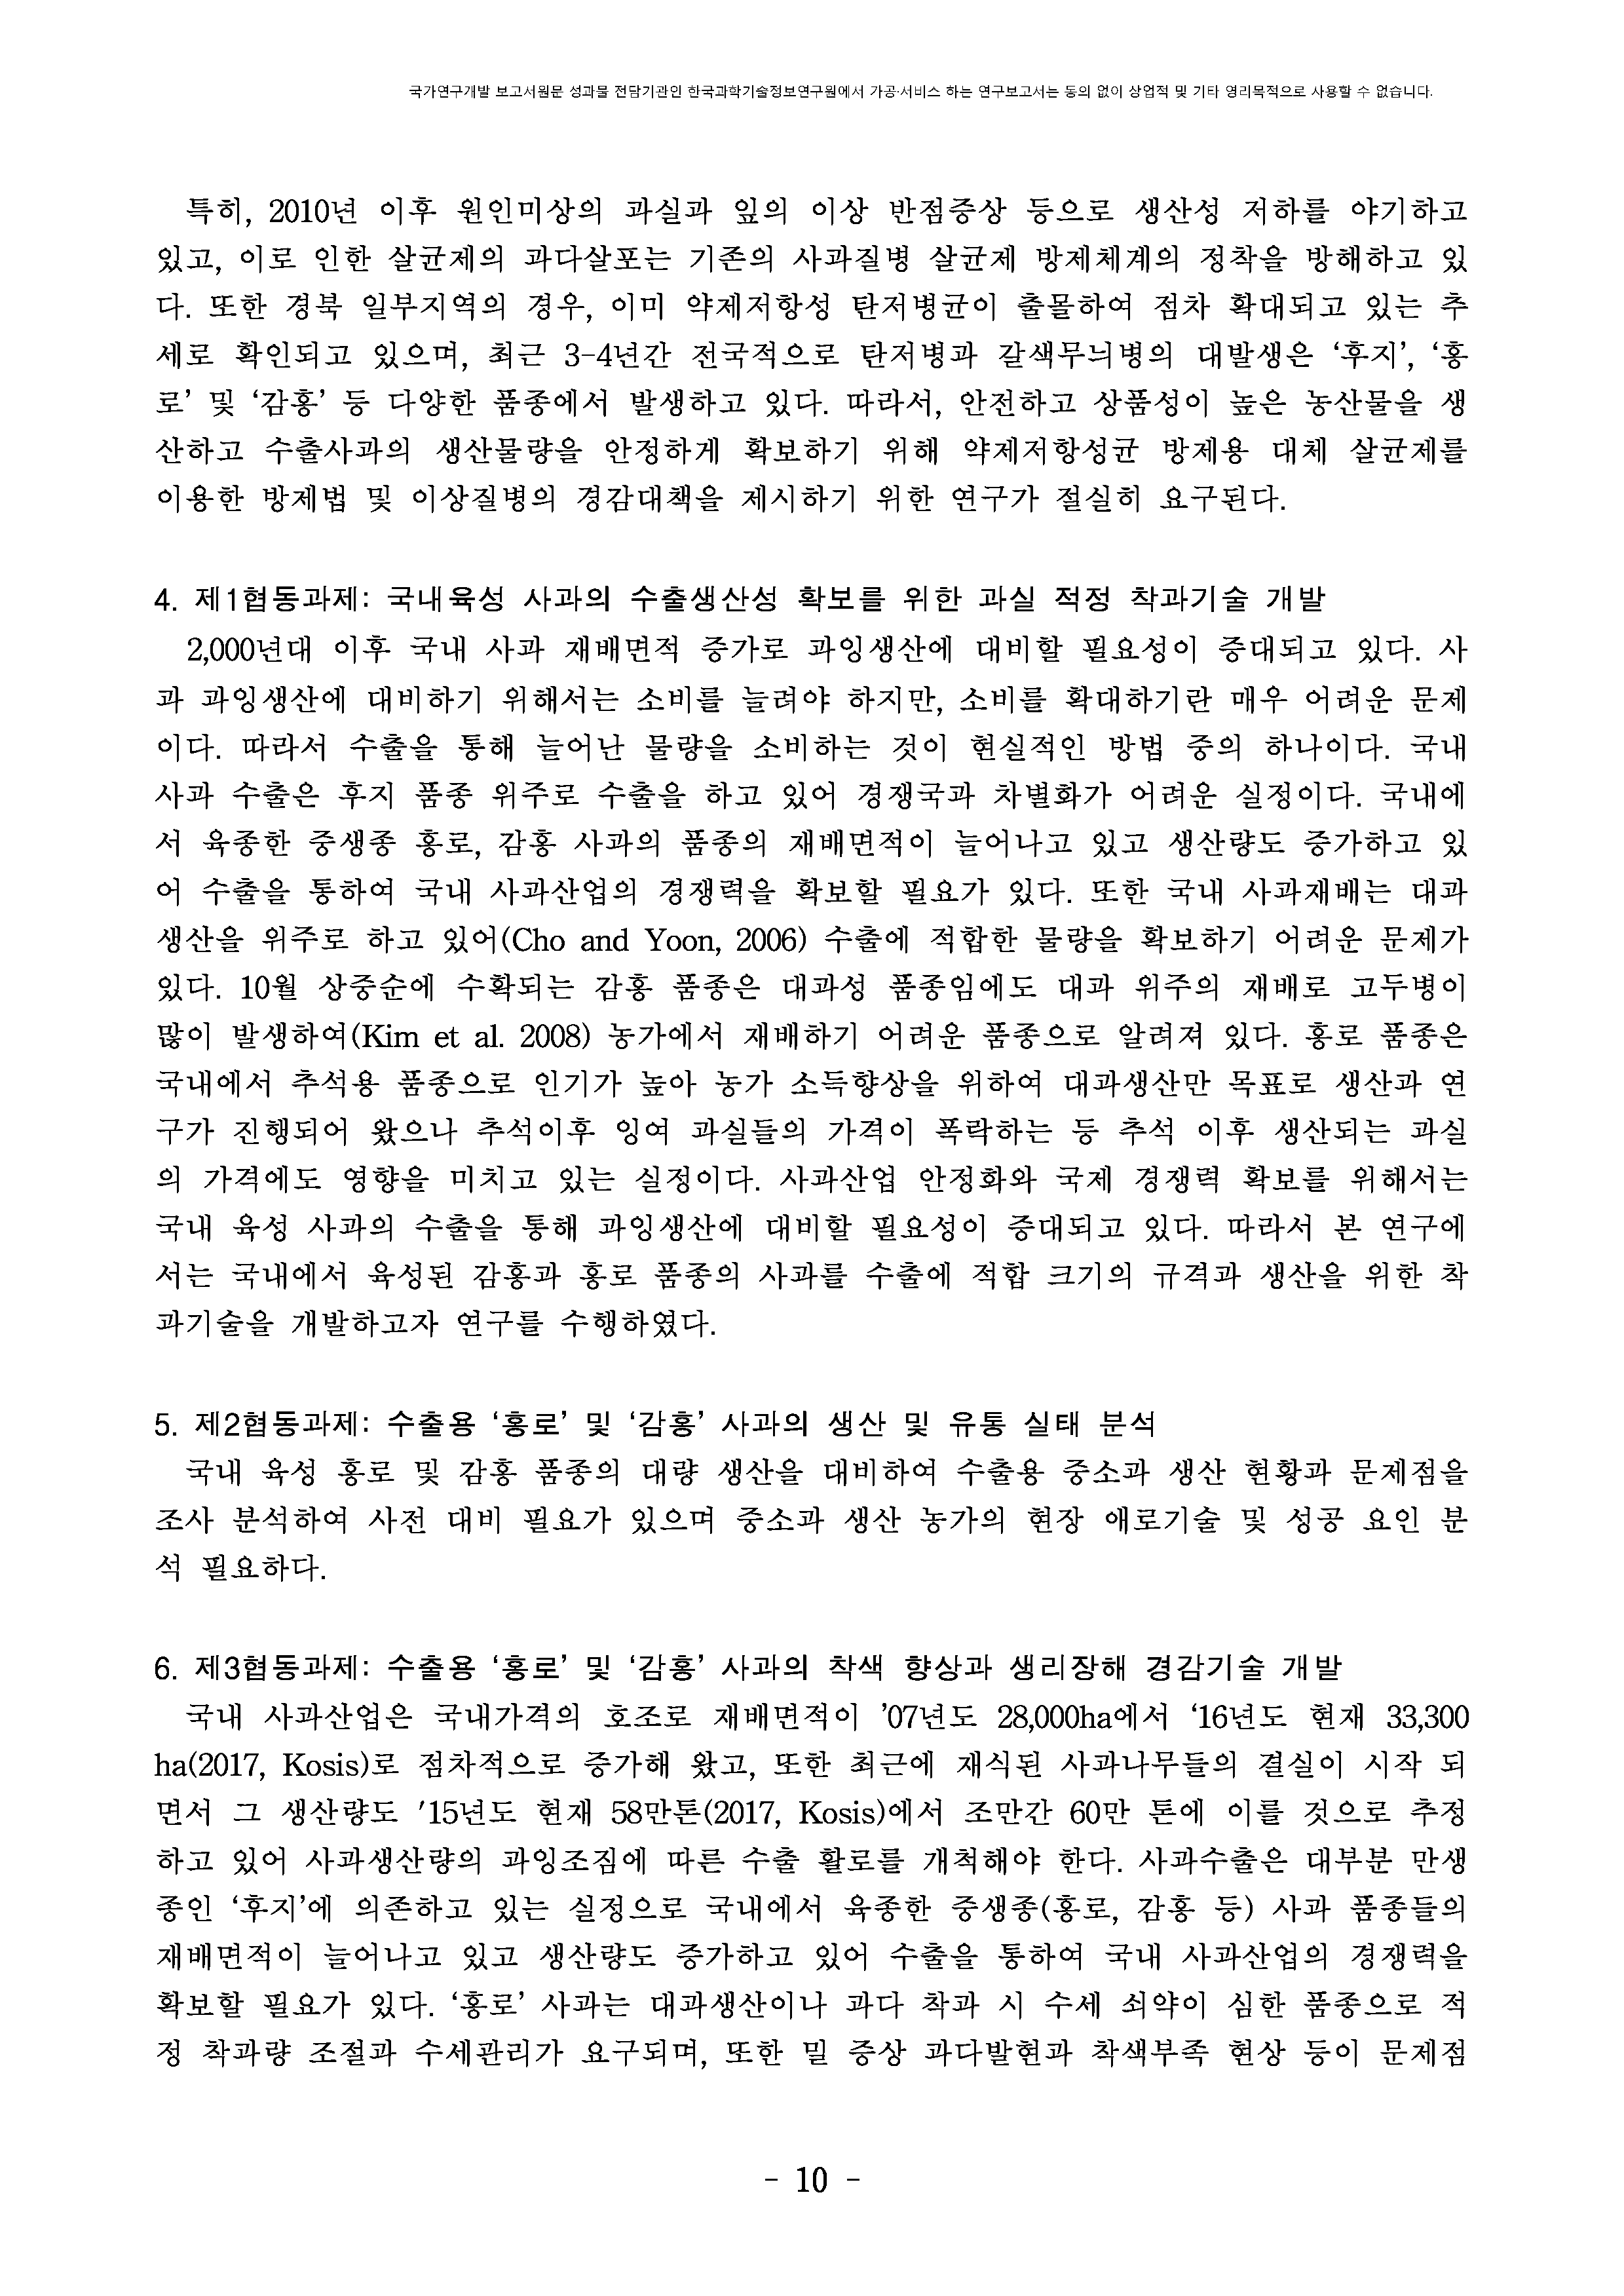 국가연구개발 보고서원문 성과물 전담기관인 한국과학기술정보연구원에서 가공·서비스 하는 연구보고서는 동의 없이 상업적 및 기타 영리목적으로 사용할 수 없습니다.
특히, 2010년 이후 원인미상의 과실과 잎의 이상 반점증상 등으로 생산성 저하를 야기하고
있고, 이로 인한 살균제의 과다살포는 기존의 사과질병 살균제 방제체계의 정착을 방해하고 있
다. 또한 경북 일부지역의 경우, 이미 약제저항성 탄저병균이 출몰하여 점차 확대되고 있는 추
세로 확인되고 있으며, 최근 3-4년간 전국적으로 탄저병과 갈색무늬병의 대발생은 ‘후지’, ‘홍
로’ 및 ‘감홍’ 등 다양한 품종에서 발생하고 있다. 따라서, 안전하고 상품성이 높은 농산물을 생
산하고 수출사과의 생산물량을 안정하게 확보하기 위해 약제저항성균 방제용 대체 살균제를
이용한 방제법 및 이상질병의 경감대책을 제시하기 위한 연구가 절실히 요구된다.
4. 제1협동과제: 국내육성 사과의 수출생산성 확보를 위한 과실 적정 착과기술 개발
2,000년대 이후 국내 사과 재배면적 증가로 과잉생산에 대비할 필요성이 증대되고 있다. 사
과 과잉생산에 대비하기 위해서는 소비를 늘려야 하지만, 소비를 확대하기란 매우 어려운 문제
이다. 따라서 수출을 통해 늘어난 물량을 소비하는 것이 현실적인 방법 중의 하나이다. 국내
사과 수출은 후지 품종 위주로 수출을 하고 있어 경쟁국과 차별화가 어려운 실정이다. 국내에
서 육종한 중생종 홍로, 감홍 사과의 품종의 재배면적이 늘어나고 있고 생산량도 증가하고 있
어 수출을 통하여 국내 사과산업의 경쟁력을 확보할 필요가 있다. 또한 국내 사과재배는 대과
생산을 위주로 하고 있어(Cho and Yoon, 2006) 수출에 적합한 물량을 확보하기 어려운 문제가
있다. 10월 상중순에 수확되는 감홍 품종은 대과성 품종임에도 대과 위주의 재배로 고두병이
많이 발생하여(Kim et al. 2008) 농가에서 재배하기 어려운 품종으로 알려져 있다. 홍로 품종은
국내에서 추석용 품종으로 인기가 높아 농가 소득향상을 위하여 대과생산만 목표로 생산과 연
구가 진행되어 왔으나 추석이후 잉여 과실들의 가격이 폭락하는 등 추석 이후 생산되는 과실
의 가격에도 영향을 미치고 있는 실정이다. 사과산업 안정화와 국제 경쟁력 확보를 위해서는
국내 육성 사과의 수출을 통해 과잉생산에 대비할 필요성이 증대되고 있다. 따라서 본 연구에
서는 국내에서 육성된 감홍과 홍로 품종의 사과를 수출에 적합 크기의 규격과 생산을 위한 착
과기술을 개발하고자 연구를 수행하였다.
5. 제2협동과제: 수출용 ‘홍로’ 및 ‘감홍’ 사과의 생산 및 유통 실태 분석
국내 육성 홍로 및 감홍 품종의 대량 생산을 대비하여 수출용 중소과 생산 현황과 문제점을
조사 분석하여 사전 대비 필요가 있으며 중소과 생산 농가의 현장 애로기술 및 성공 요인 분
석 필요하다.
6. 제3협동과제: 수출용 ‘홍로’ 및 ‘감홍’ 사과의 착색 향상과 생리장해 경감기술 개발
국내 사과산업은 국내가격의 호조로 재배면적이 ’07년도 28,000ha에서 ‘16년도 현재 33,300
ha(2017, Kosis)로 점차적으로 증가해 왔고, 또한 최근에 재식된 사과나무들의 결실이 시작 되
면서 그 생산량도 '15년도 현재 58만톤(2017, Kosis)에서 조만간 60만 톤에 이를 것으로 추정
하고 있어 사과생산량의 과잉조짐에 따른 수출 활로를 개척해야 한다. 사과수출은 대부분 만생
종인 ‘후지’에 의존하고 있는 실정으로 국내에서 육종한 중생종(홍로, 감홍 등) 사과 품종들의
재배면적이 늘어나고 있고 생산량도 증가하고 있어 수출을 통하여 국내 사과산업의 경쟁력을
확보할 필요가 있다. ‘홍로’ 사과는 대과생산이나 과다 착과 시 수세 쇠약이 심한 품종으로 적
정 착과량 조절과 수세관리가 요구되며, 또한 밀 증상 과다발현과 착색부족 현상 등이 문제점
- 10 -